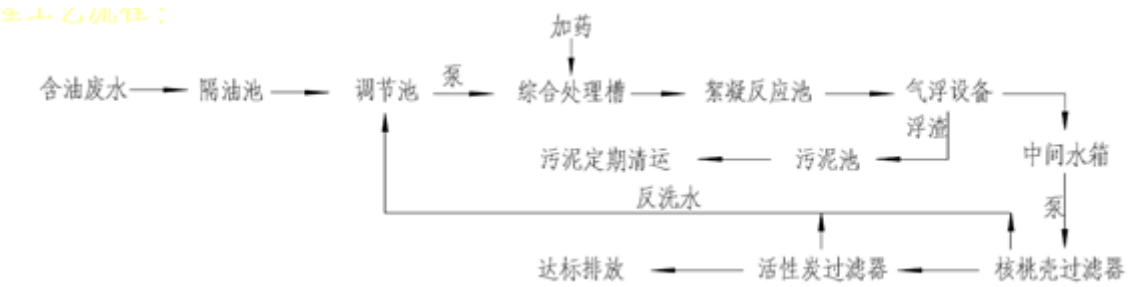 加药
含油废水 隔油池 调节池 泵 综合处理槽 絮凝反应池 气浮设备
浮渣
污泥定期清运 污泥池 中间水箱
反洗水 泵
达标排放 活性炭过滤器 核桃壳过滤器